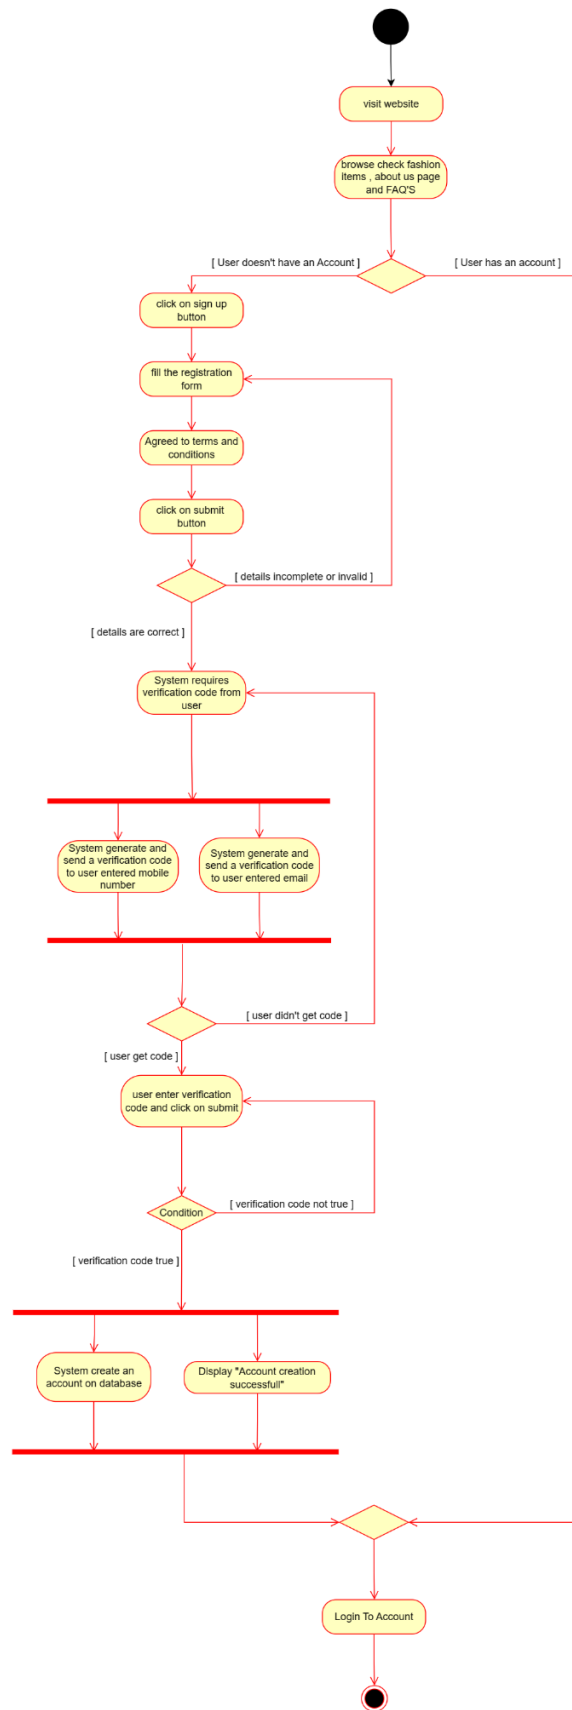 visit website
browse check fashion
items , about us page
and FAQ'S
[ User doesn't have an Account ]
[ User has an account ]
click on sign up
button
fill the registration
form
Agreed to terms and
conditions
click on submit
button
[ details incomplete or invalid ]
[ details are correct ]
System requires
verification code from
user
System generate and
send a verification code
to user entered mobile
number
System generate and
send a verification code
to user entered email
[ user didn't get code ]
[ user get code ]
user enter verification
code and click on submit
Condition
[ verification code not true ]
[ verification code true ]
System create an
account on database
Display "Account creation
successfull"
Login To Account